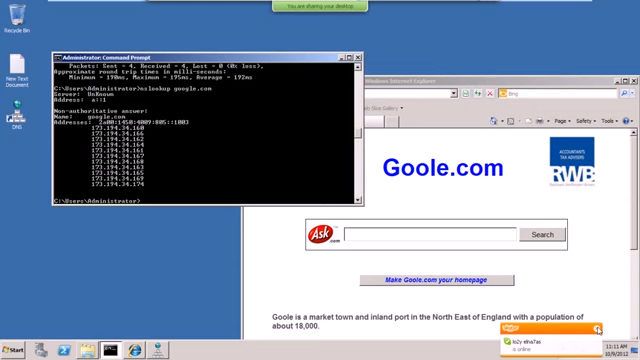 You are sharing your desktop
Recycle Bin
New Text
Document
DNS
Administrator: Command Prompt
Packets: Sent = 4, Received = 4, Lost = 0 (0% loss),
Approximate round trip times in milli-seconds:
Minimum = 190ms, Maximum = 195ms, Average = 192ms
C:\Users\Administrator>nslookup google.com
Server: UnKnown
Address: a::1
Non-authoritative answer:
Name: google.com
Addresses: 2a00:1450:4009:805::1003
173.194.34.160
173.194.34.166
173.194.34.162
173.194.34.164
173.194.34.161
173.194.34.167
173.194.34.168
173.194.34.163
173.194.34.165
173.194.34.169
173.194.34.174
C:\Users\Administrator>
Windows Internet Explorer
Bing
Page
Safety
Tools
Goole.com
ACCOUNTANTS
TAX ADVISERS
RWB
Ask
.com
Search
Make Goole.com your homepage
Goole is a market town and inland port in the North East of England with a population of
about 18,000.
skype
is online
Start
11:11 AM
10/9/2012